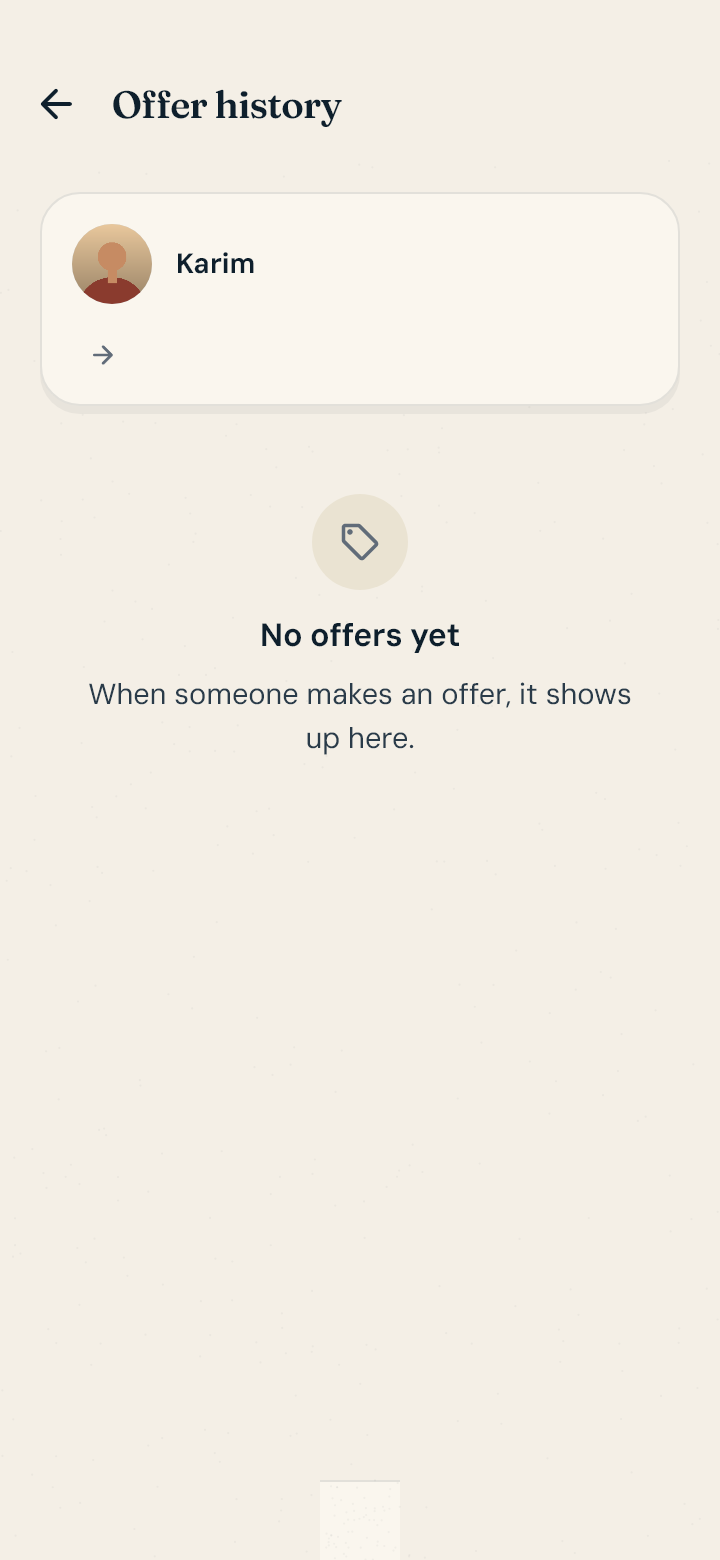 Offer history
Karim
No offers yet
When someone makes an offer, it shows
up here.